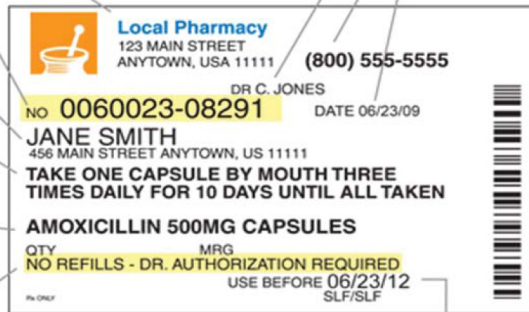 Local Pharmacy
123 MAIN STREET
ANYTOWN, USA 11111
(800) 555-5555
DR C. JONES
NO 0060023-08291
DATE 06/23/09
JANE SMITH
456 MAIN STREET ANYTOWN, US 11111
TAKE ONE CAPSULE BY MOUTH THREE
TIMES DAILY FOR 10 DAYS UNTIL ALL TAKEN
AMOXICILLIN 500MG CAPSULES
QTY MRG
NO REFILLS - DR. AUTHORIZATION REQUIRED
USE BEFORE 06/23/12
Rx ONLY SLF/SLF